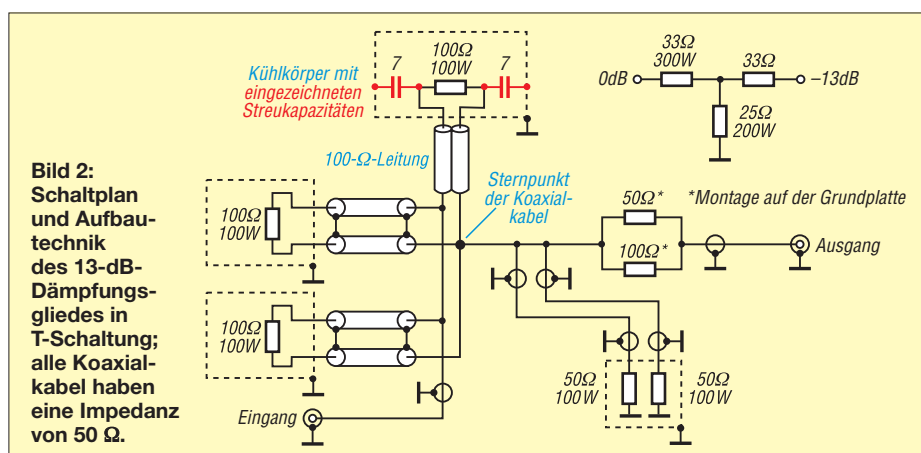 Kühlkörper mit
eingezeichneten
Streukapazitäten
7
100Ω
100W
7
33Ω
300W
33Ω
0dB
–13dB
25Ω
200W
100-Ω-Leitung
Bild 2:
Schaltplan
und Aufbau-
technik
des 13-dB-
Dämpfungs-
gliedes in
T-Schaltung;
alle Koaxial-
kabel haben
eine Impedanz
von 50 Ω.
100Ω
100W
100Ω
100W
Sternpunkt
der Koaxial-
kabel
50Ω*
100Ω*
*Montage auf der Grundplatte
Ausgang
50Ω
100W
50Ω
100W
Eingang